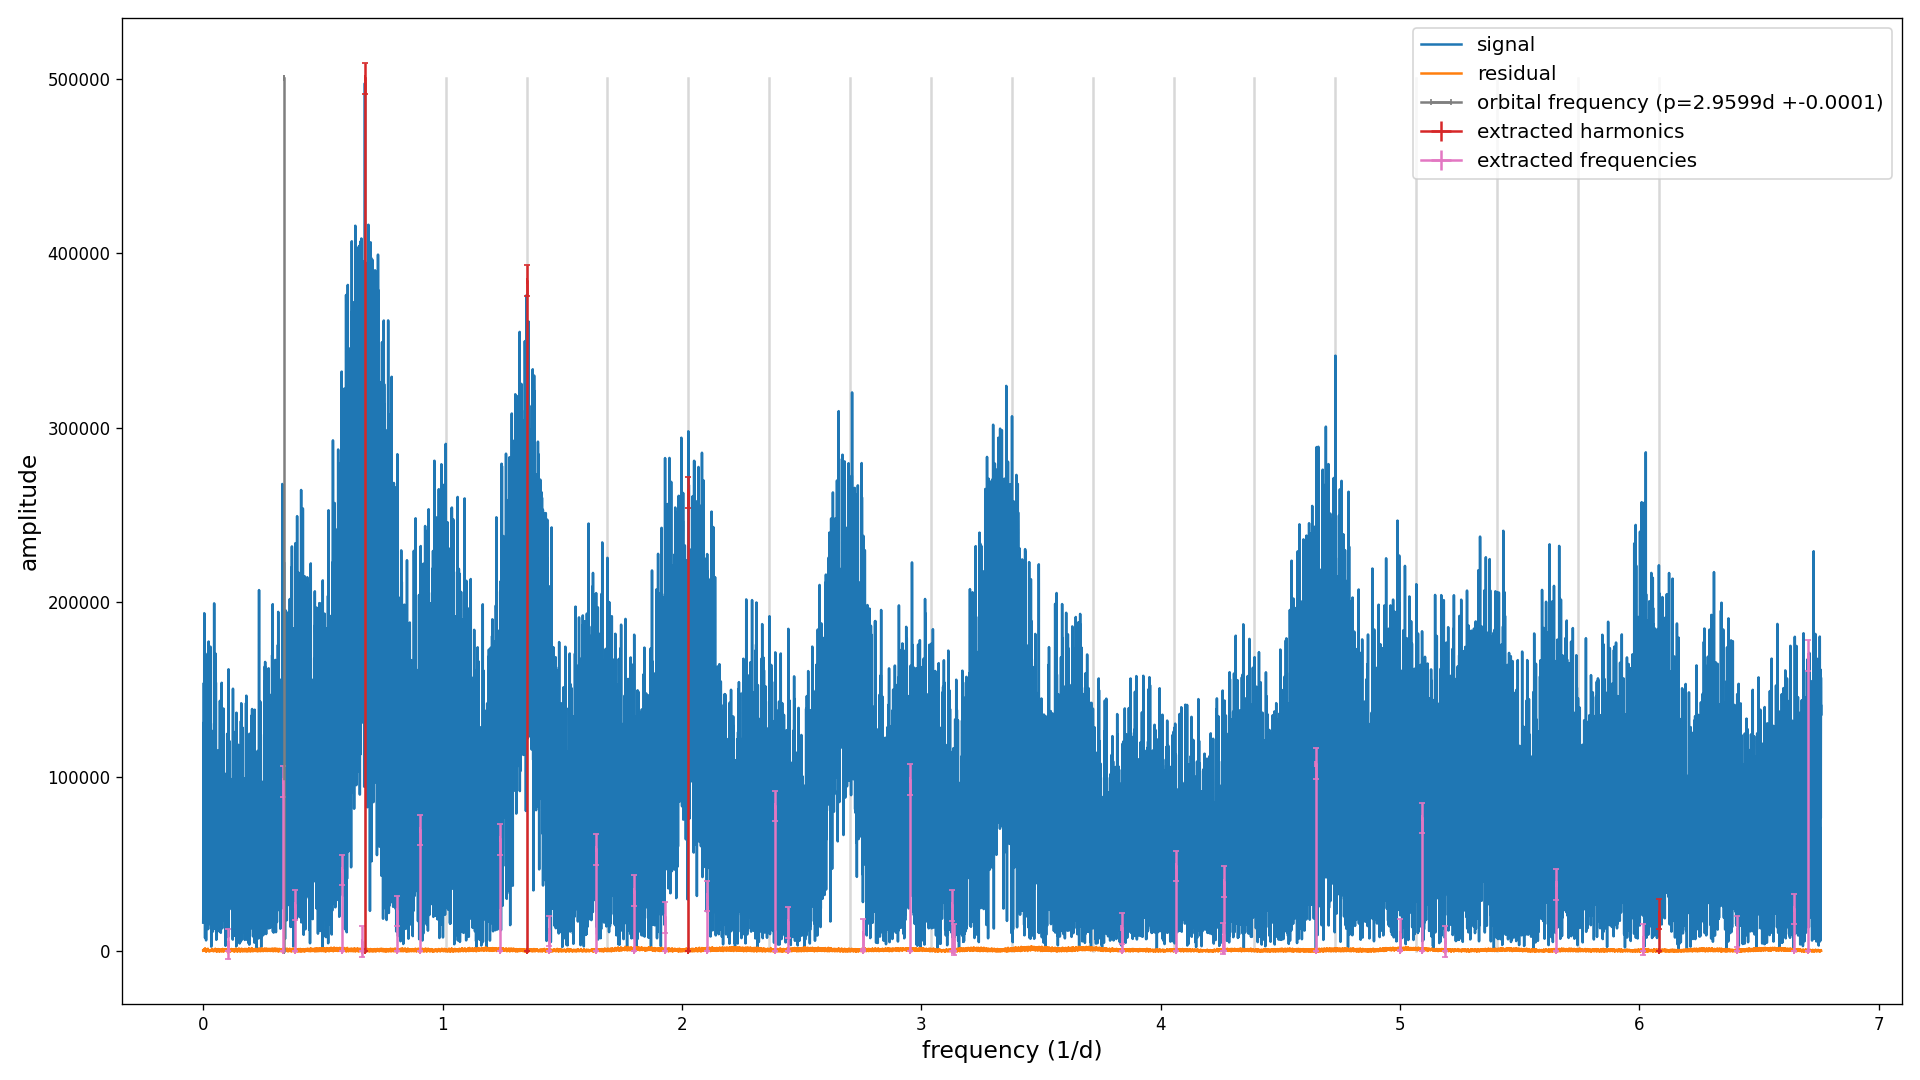 signal
residual
orbital frequency (p=2.9599d +-0.0001)
extracted harmonics
extracted frequencies
500000
400000
300000
200000
100000
0
amplitude
0 1 2 3 4 5 6 7
frequency (1/d)